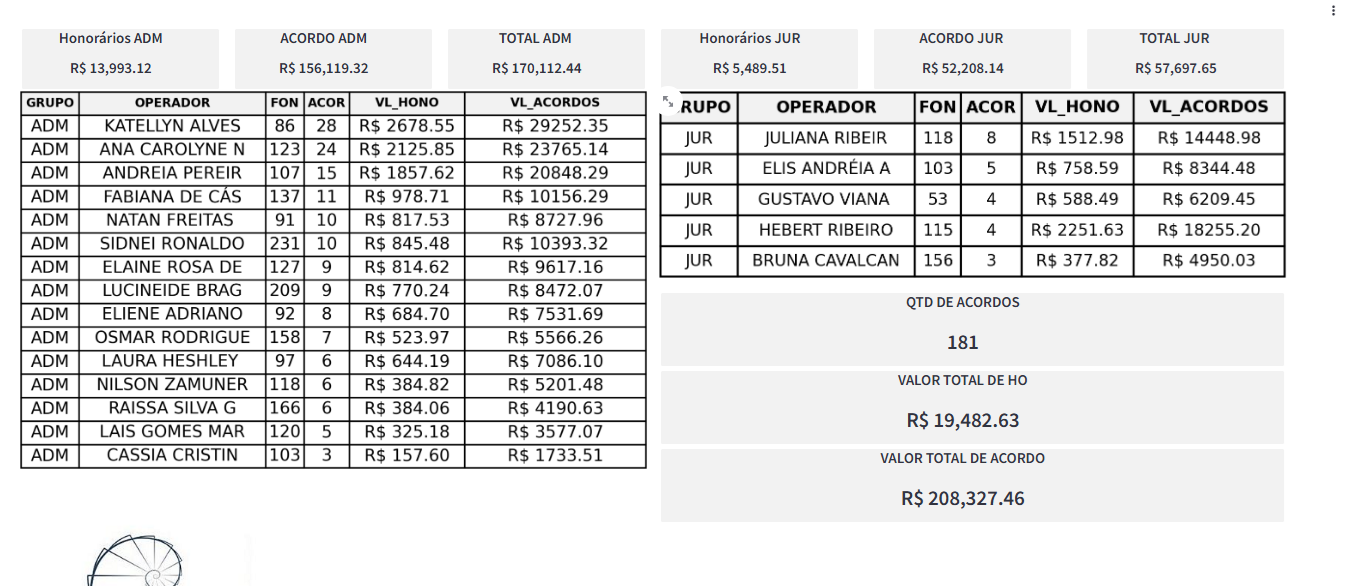 Honorários ADM
R$ 13,993.12
ACORDO ADM
R$ 156,119.32
TOTAL ADM
R$ 170,112.44
Honorários JUR
R$ 5,489.51
ACORDO JUR
R$ 52,208.14
TOTAL JUR
R$ 57,697.65
GRUPO OPERADOR FON ACOR VL_HONO VL_ACORDOS
ADM KATELLYN ALVES 86 28 R$ 2678.55 R$ 29252.35
ADM ANA CAROLYNE N 123 24 R$ 2125.85 R$ 23765.14
ADM ANDREIA PEREIR 107 15 R$ 1857.62 R$ 20848.29
ADM FABIANA DE CÁS 137 11 R$ 978.71 R$ 10156.29
ADM NATAN FREITAS 91 10 R$ 817.53 R$ 8727.96
ADM SIDNEI RONALDO 231 10 R$ 845.48 R$ 10393.32
ADM ELAINE ROSA DE 127 9 R$ 814.62 R$ 9617.16
ADM LUCINEIDE BRAG 209 9 R$ 770.24 R$ 8472.07
ADM ELIENE ADRIANO 92 8 R$ 684.70 R$ 7531.69
ADM OSMAR RODRIGUE 158 7 R$ 523.97 R$ 5566.26
ADM LAURA HESHLEY 97 6 R$ 644.19 R$ 7086.10
ADM NILSON ZAMUNER 118 6 R$ 384.82 R$ 5201.48
ADM RAISSA SILVA G 166 6 R$ 384.06 R$ 4190.63
ADM LAIS GOMES MAR 120 5 R$ 325.18 R$ 3577.07
ADM CASSIA CRISTIN 103 3 R$ 157.60 R$ 1733.51
RUPO OPERADOR FON ACOR VL_HONO VL_ACORDOS
JUR JULIANA RIBEIR 118 8 R$ 1512.98 R$ 14448.98
JUR ELIS ANDRÉIA A 103 5 R$ 758.59 R$ 8344.48
JUR GUSTAVO VIANA 53 4 R$ 588.49 R$ 6209.45
JUR HEBERT RIBEIRO 115 4 R$ 2251.63 R$ 18255.20
JUR BRUNA CAVALCAN 156 3 R$ 377.82 R$ 4950.03
QTD DE ACORDOS
181
VALOR TOTAL DE HO
R$ 19,482.63
VALOR TOTAL DE ACORDO
R$ 208,327.46